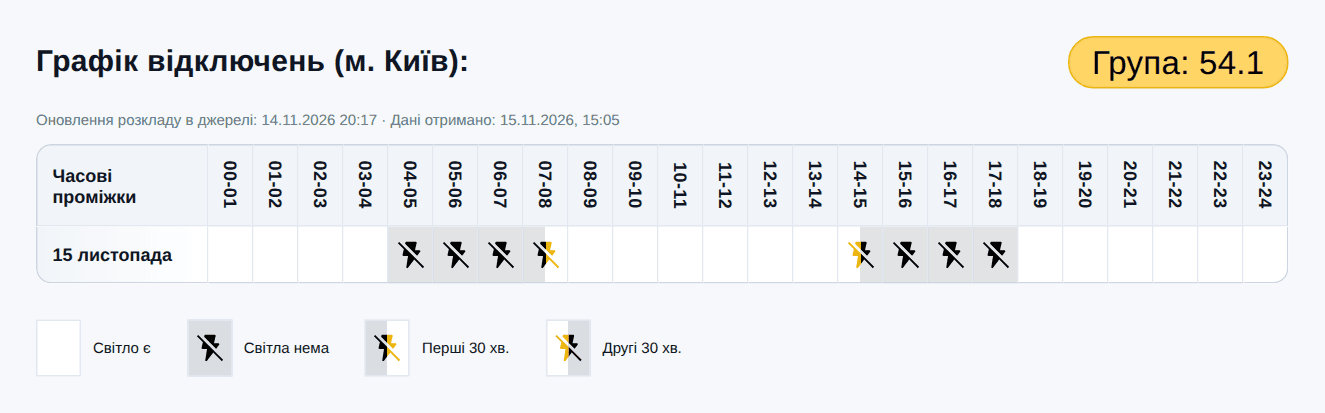 Графік відключень (м. Київ):
Група: 54.1
Оновлення розкладу в джерелі: 14.11.2026 20:17 · Дані отримано: 15.11.2026, 15:05
Часові
проміжки
00-01
01-02
02-03
03-04
04-05
05-06
06-07
07-08
08-09
09-10
10-11
11-12
12-13
13-14
14-15
15-16
16-17
17-18
18-19
19-20
20-21
21-22
22-23
23-24
15 листопада
Світло є
Світла нема
Перші 30 хв.
Другі 30 хв.